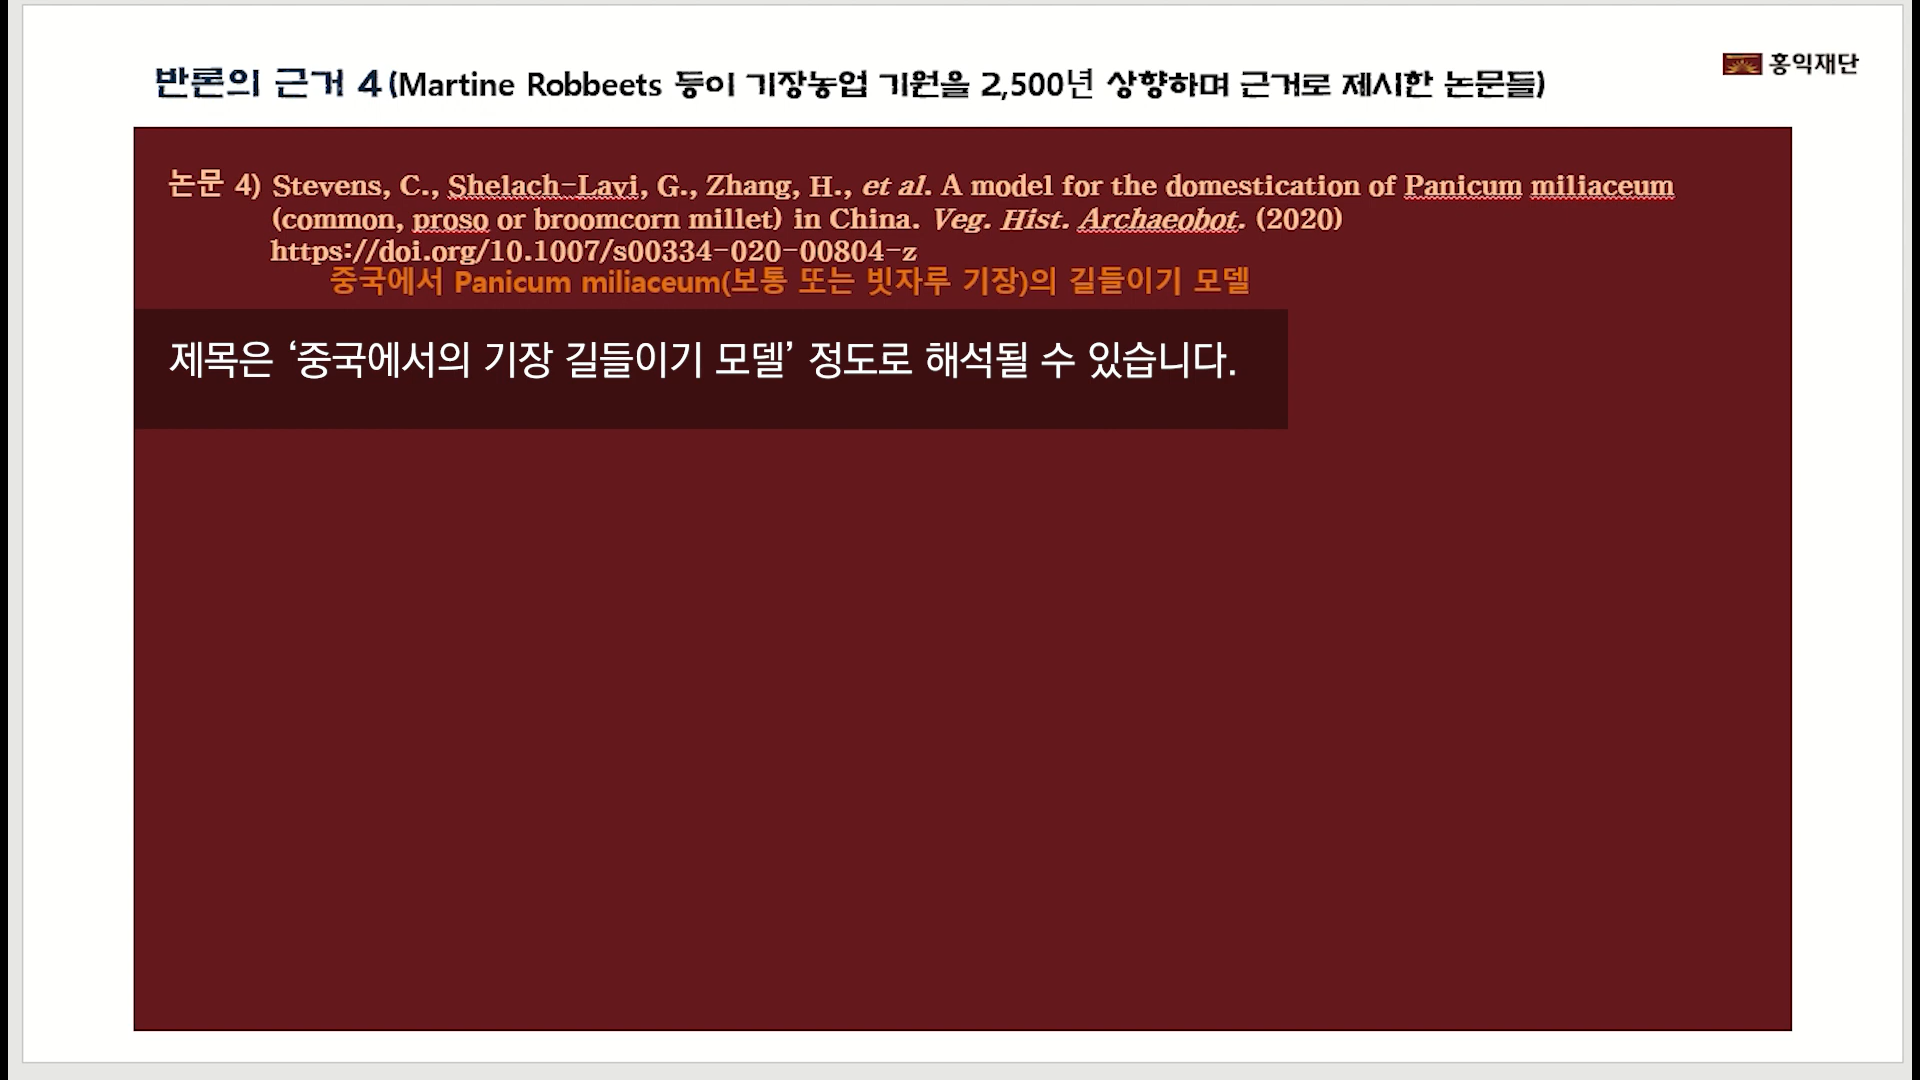 반론의 근거 4(Martine Robbeets 등이 기장농업 기원을 2,500년 상향하며 근거로 제시한 논문들)
홍익재단
논문 4) Stevens, C., Shelach-Lavi, G., Zhang, H., et al. A model for the domestication of Panicum miliaceum
(common, proso or broomcorn millet) in China. Veg. Hist. Archaeobot. (2020)
https://doi.org/10.1007/s00334-020-00804-z
중국에서 Panicum miliaceum(보통 또는 빗자루 기장)의 길들이기 모델
제목은 ‘중국에서의 기장 길들이기 모델’ 정도로 해석될 수 있습니다.